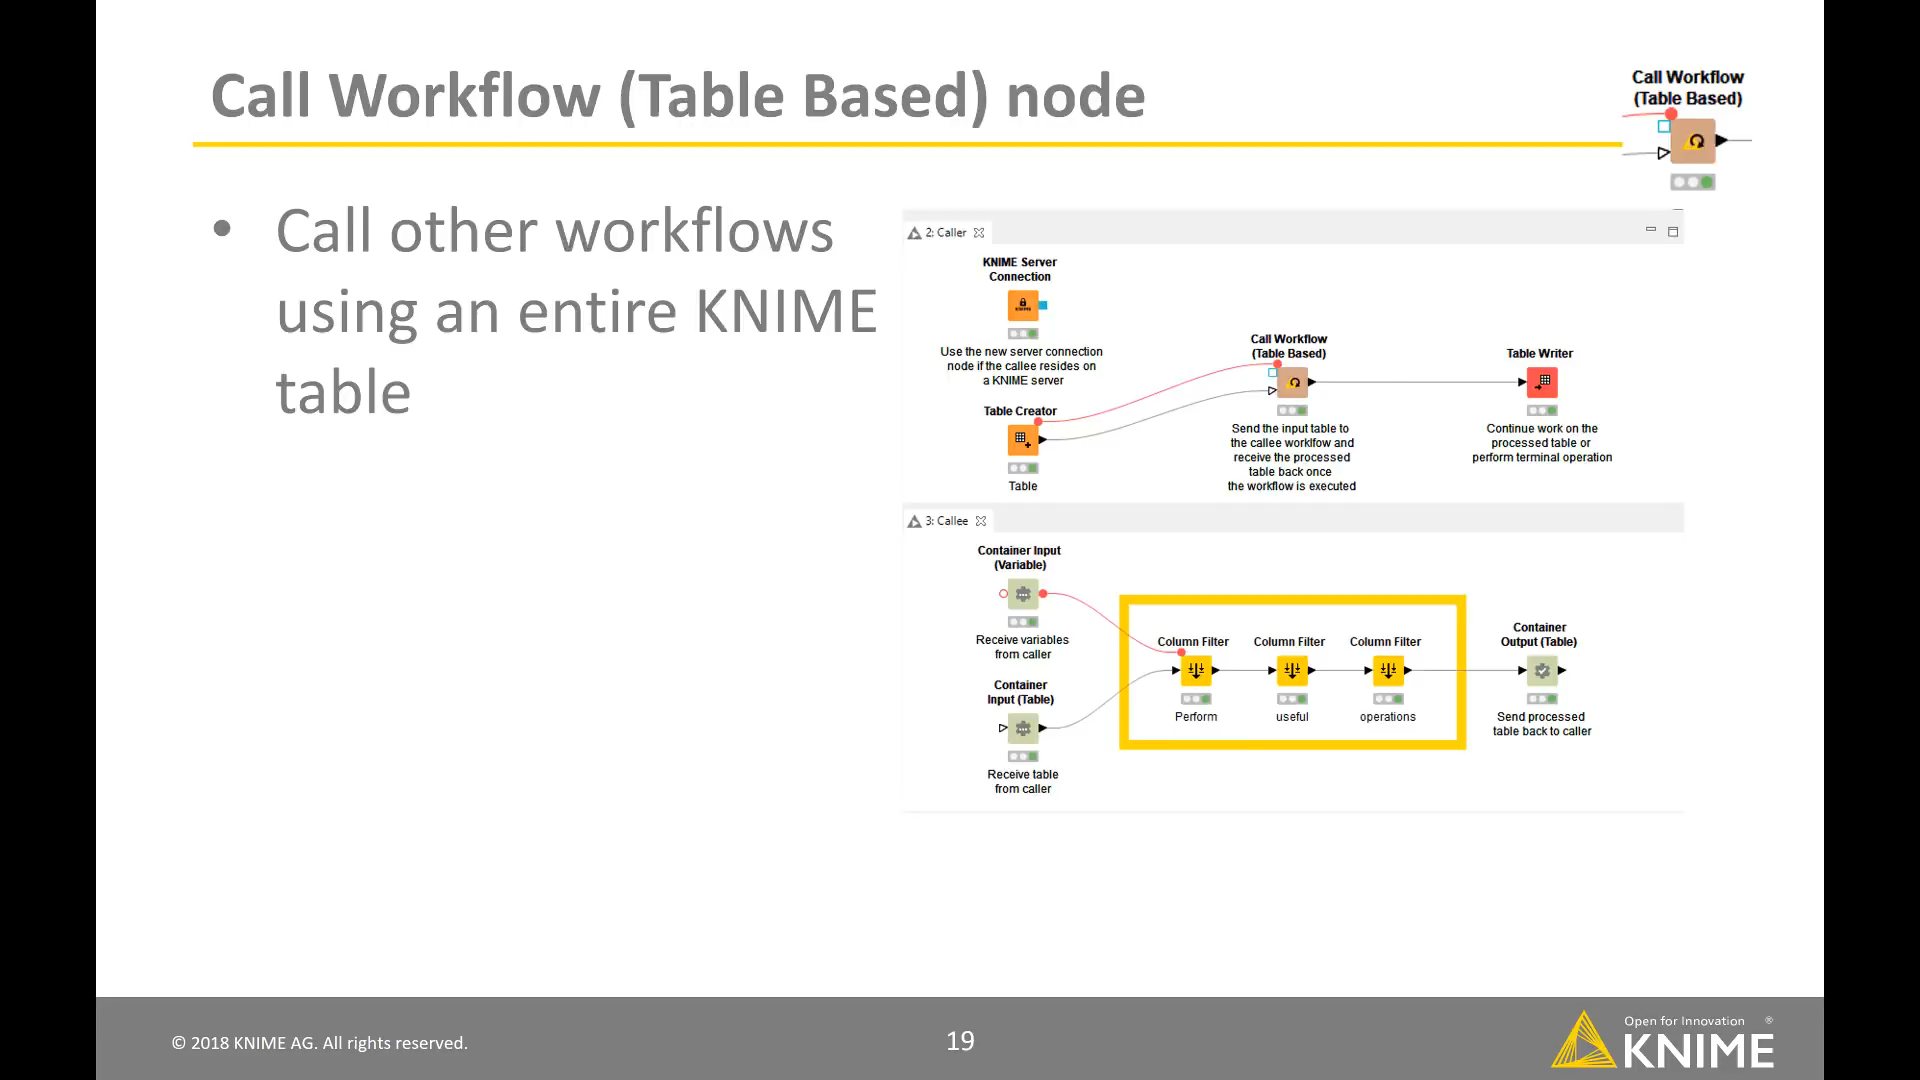 Call Workflow (Table Based) node
Call Workflow
(Table Based)
• Call other workflows
using an entire KNIME
table
2: Caller
KNIME Server
Connection
KNIME
Use the new server connection
node if the callee resides on
a KNIME server
Table Creator
Table
Call Workflow
(Table Based)
Send the input table to
the callee worklfow and
receive the processed
table back once
the workflow is executed
Table Writer
Continue work on the
processed table or
perform terminal operation
3: Callee
Container Input
(Variable)
Receive variables
from caller
Container
Input (Table)
Receive table
from caller
Column Filter
Perform
Column Filter
useful
Column Filter
operations
Container
Output (Table)
Send processed
table back to caller
© 2018 KNIME AG. All rights reserved.
19
Open for Innovation ®
KNIME